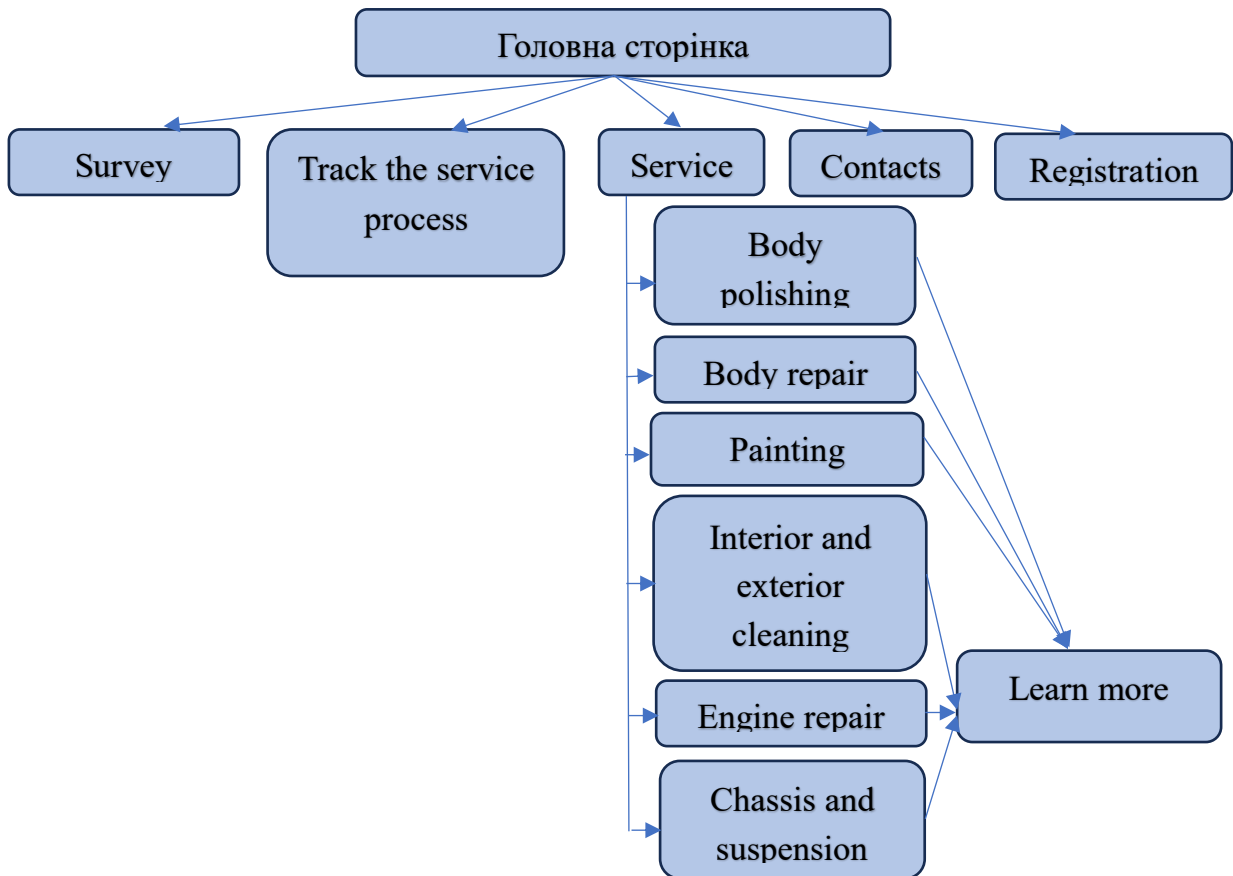 Головна сторінка
Survey
Track the service
process
Service
Contacts
Registration
Body
polishing
Body repair
Painting
Interior and
exterior
cleaning
Engine repair
Chassis and
suspension
Learn more